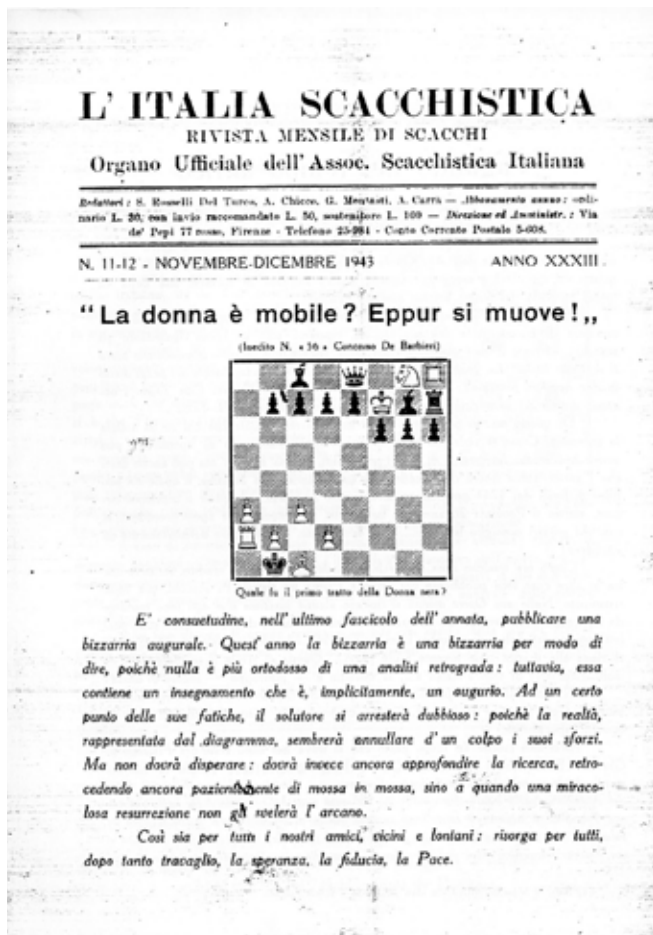 L' ITALIA SCACCHISTICA
RIVISTA MENSILE DI SCACCHI
Organo Ufficiale dell'Assoc. Scacchistica Italiana
Redattori : S. Rosselli Del Turco, A. Chicco, G. Mentasti, A. Carra — Abbonamento annuo : ordi-
nario L. 30, con invio raccomandato L. 50, sostenitore L. 100 — Direzione ed Amministr. : Via
de' Pepi 77 rosso, Firenze - Telefono 25-984 - Conto Corrente Postale 5-608.
N. 11-12 - NOVEMBRE-DICEMBRE 1943 ANNO XXXIII
“ La donna è mobile ? Eppur si muove ! „
(Inedito N. « 56 » Concorso De Barbieri)
Quale fu il primo tratto della Donna nera?
E' consuetudine, nell' ultimo fascicolo dell' annata, pubblicare una
bizzarria augurale. Quest' anno la bizzarria è una bizzarria per modo di
dire, poichè nulla è più ortodosso di una analisi retrograda : tuttavia, essa
contiene un insegnamento che è, implicitamente, un augurio. Ad un certo
punto delle sue fatiche, il solutore si arresterà dubbioso : poichè la realtà,
rappresentata dal diagramma, sembrerà annullare d' un colpo i suoi sforzi.
Ma non dovrà disperare : dovrà invece ancora approfondire la ricerca, retro-
cedendo ancora pazientemente di mossa in mossa, sino a quando una miraco-
losa resurrezione non gli svelerà l' arcano.
Così sia per tutti i nostri amici, vicini e lontani : risorga per tutti,
dopo tanto travaglio, la speranza, la fiducia, la Pace.